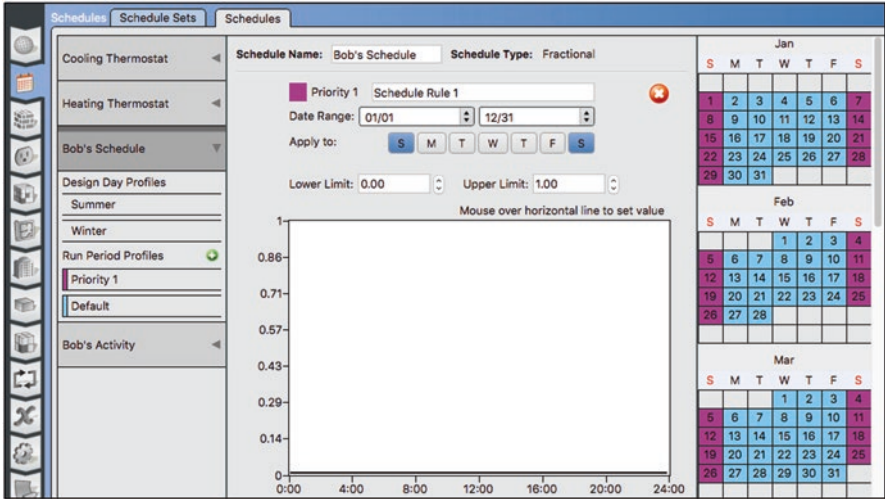 Schedules Schedule Sets Schedules
Cooling Thermostat
Heating Thermostat
Bob's Schedule
Design Day Profiles
Summer
Winter
Run Period Profiles
Priority 1
Default
Bob's Activity
Schedule Name: Bob's Schedule Schedule Type: Fractional
Priority 1 Schedule Rule 1
Date Range: 01/01 12/31
Apply to: S M T W T F S
Lower Limit: 0.00 Upper Limit: 1.00
Mouse over horizontal line to set value
1
0.86
0.71
0.57
0.43
0.29
0.14
0
0:00 4:00 8:00 12:00 16:00 20:00 24:00
Jan
S M T W T F S
1 2 3 4 5 6 7
8 9 10 11 12 13 14
15 16 17 18 19 20 21
22 23 24 25 26 27 28
29 30 31
Feb
S M T W T F S
1 2 3 4
5 6 7 8 9 10 11
12 13 14 15 16 17 18
19 20 21 22 23 24 25
26 27 28
Mar
S M T W T F S
1 2 3 4
5 6 7 8 9 10 11
12 13 14 15 16 17 18
19 20 21 22 23 24 25
26 27 28 29 30 31